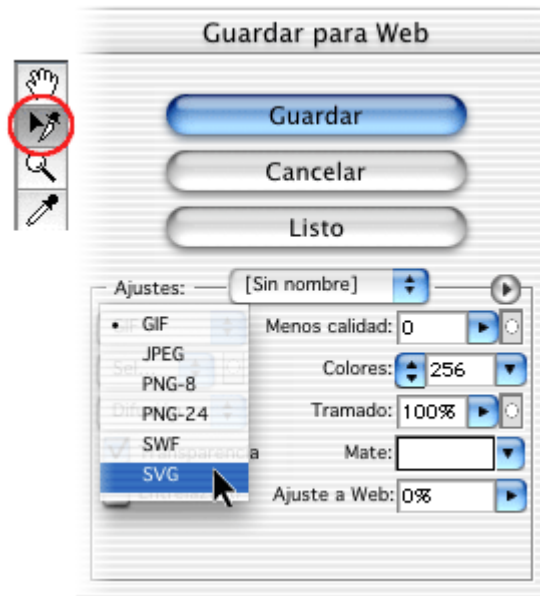 Guardar para Web
Guardar
Cancelar
Listo
Ajustes: [Sin nombre]
GIF
JPEG
PNG-8
PNG-24
SWF
SVG
Menos calidad: 0
Colores: 256
Tramado: 100%
Mate:
Ajuste a Web: 0%